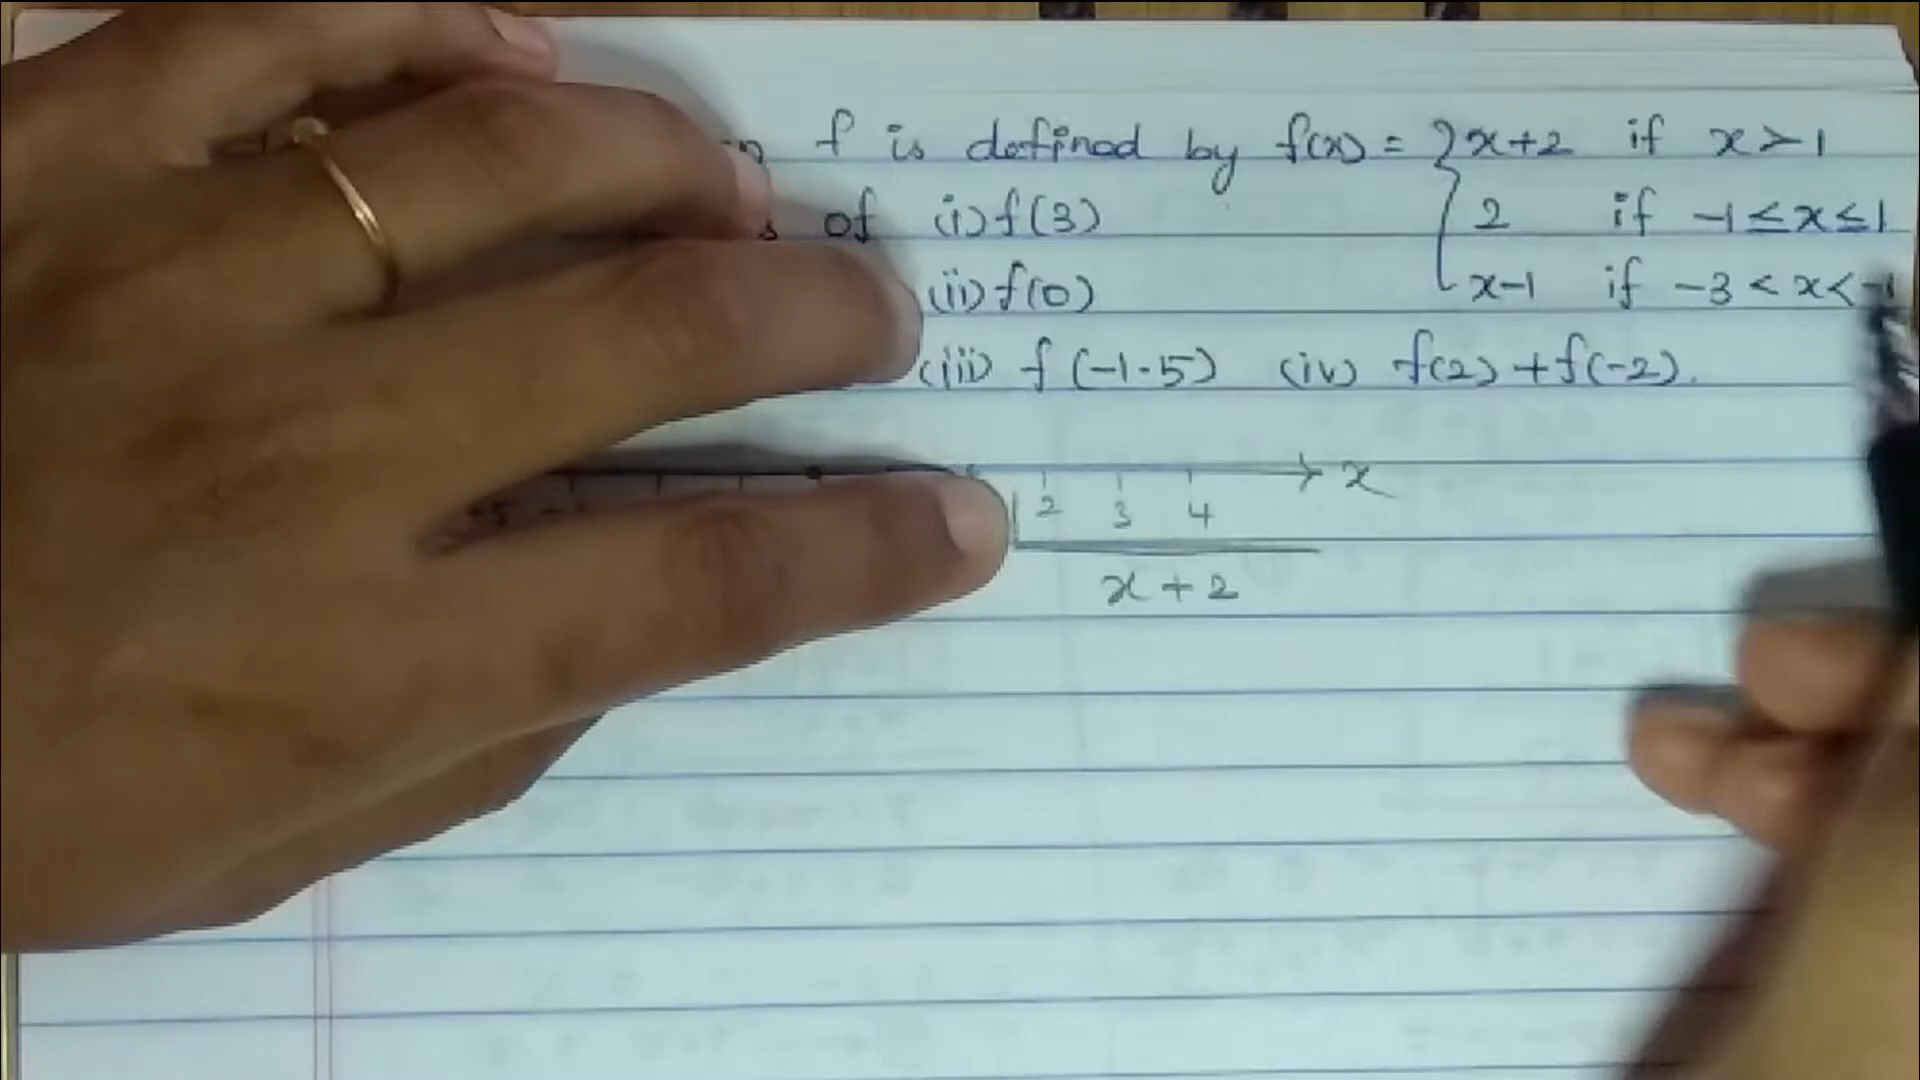 f is defined by f(x) = { x+2 if x>1
of (i) f(3) 2 if -1≤x≤1
(ii) f(0) x-1 if -3<x<-1
(iii) f(-1.5) (iv) f(2)+f(-2).
x
2 3 4
x+2